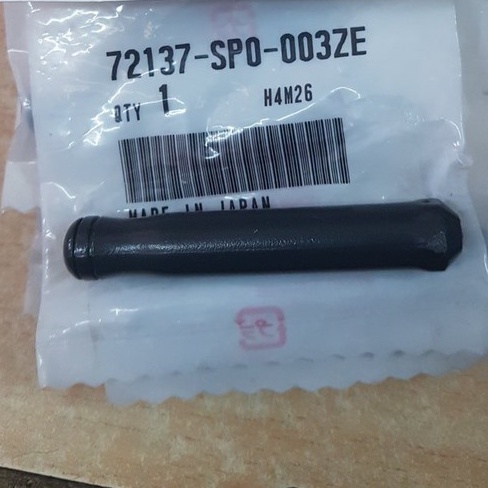 72137-SP0-003ZE
QTY 1 H4M26
MADE IN JAPAN